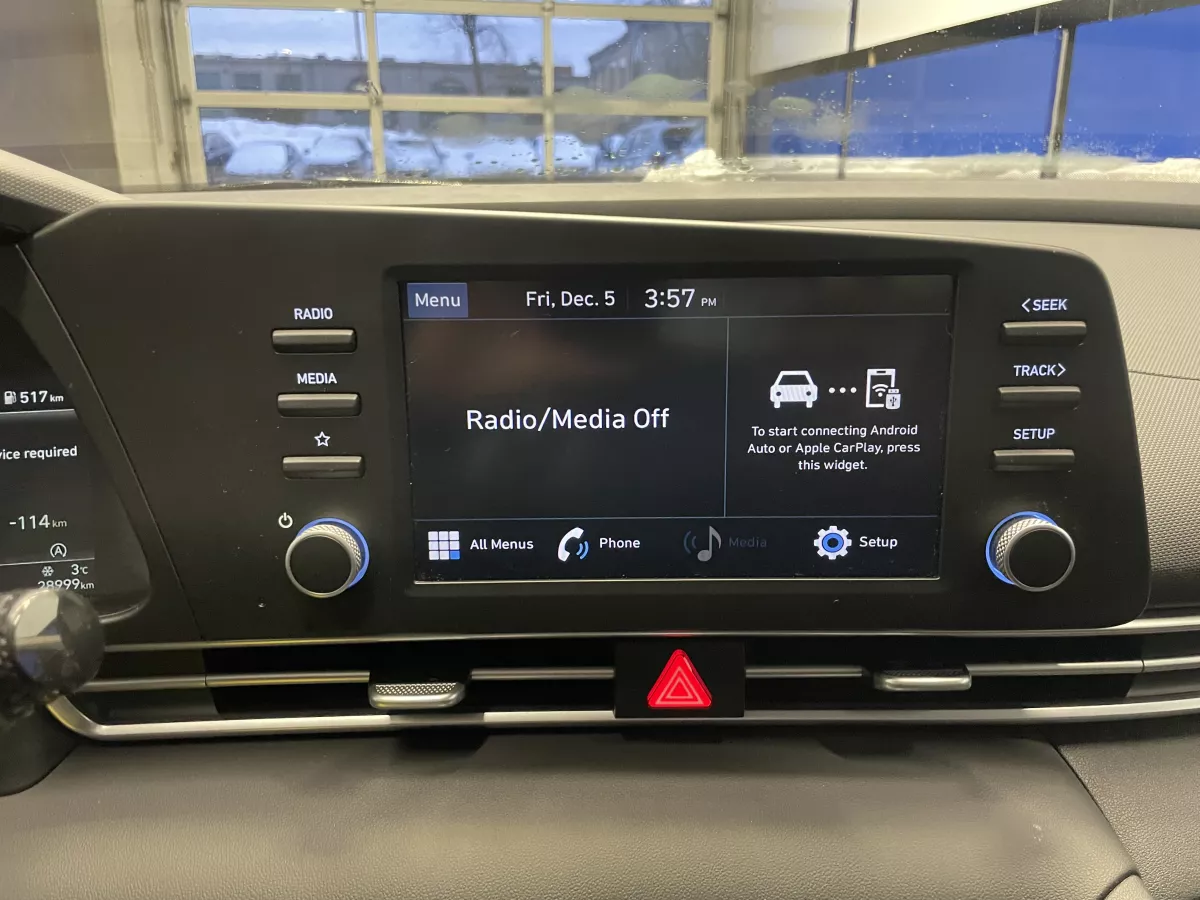 517 km
vice required
-114 km
A
3°C
28999km
RADIO
MEDIA
Menu
Fri, Dec. 5
3:57 PM
Radio/Media Off
To start connecting Android
Auto or Apple CarPlay, press
this widget.
All Menus
Phone
Media
Setup
<SEEK
TRACK>
SETUP